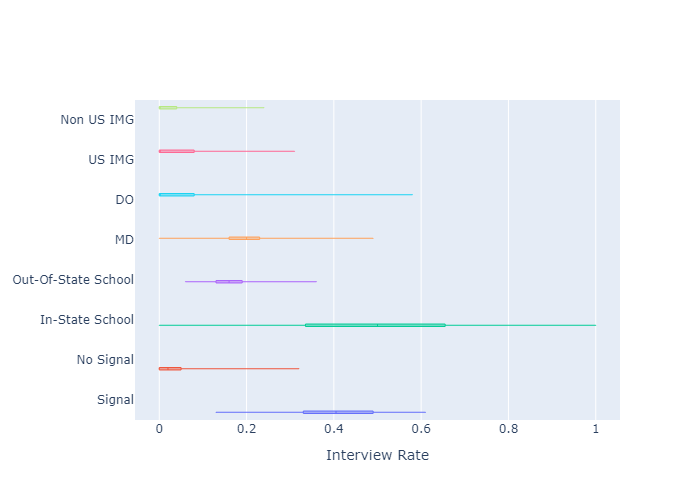 Non US IMG
US IMG
DO
MD
Out-Of-State School
In-State School
No Signal
Signal
0 0.2 0.4 0.6 0.8 1
Interview Rate